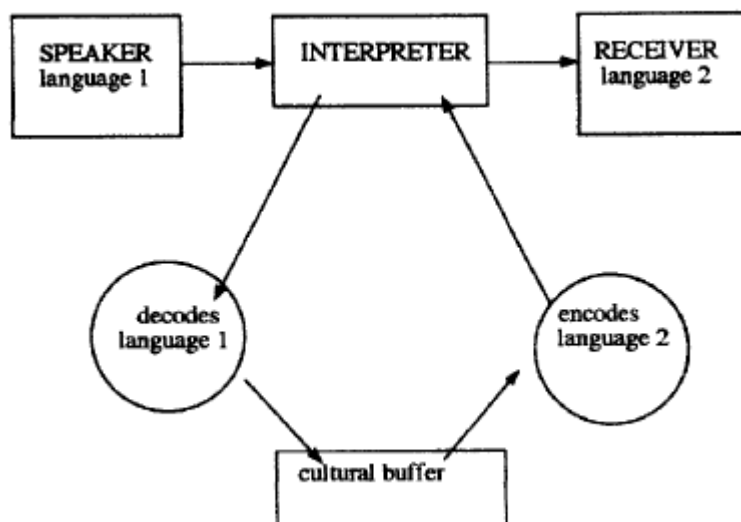 SPEAKER
language 1
INTERPRETER
RECEIVER
language 2
decodes
language 1
encodes
language 2
cultural buffer